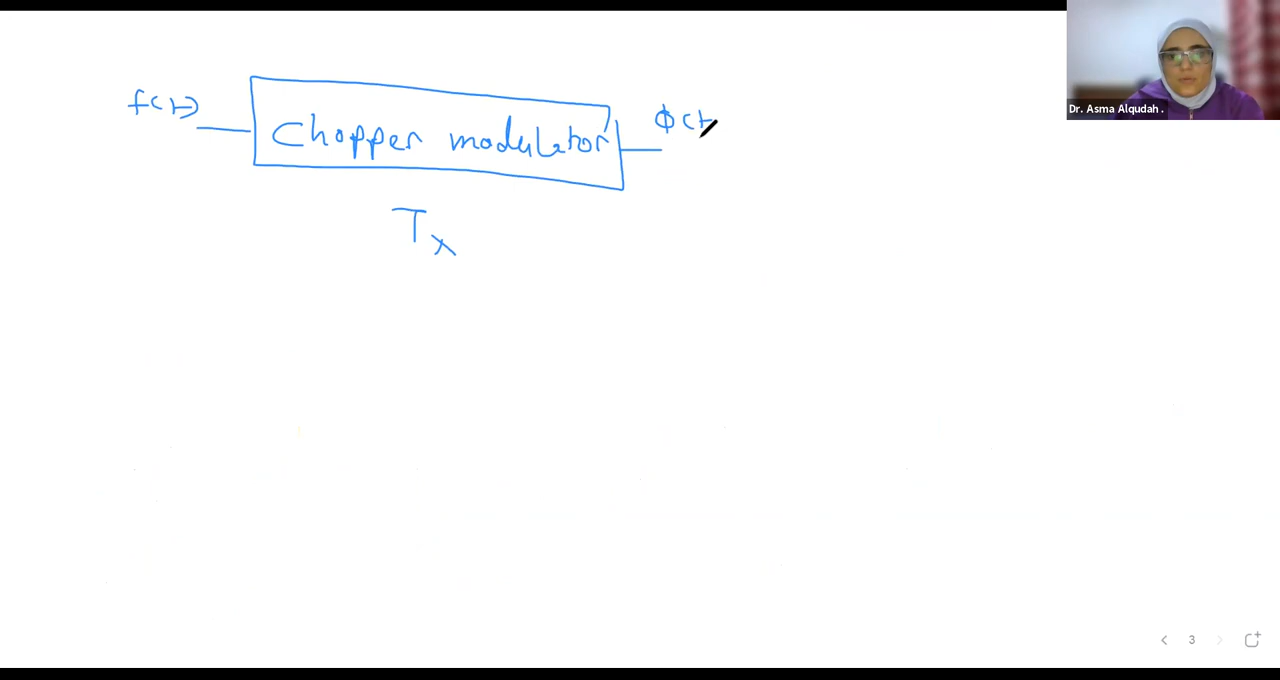 Dr. Asma Alqudah .
f(t)
Chopper modulator
ϕ(t
Tx
3